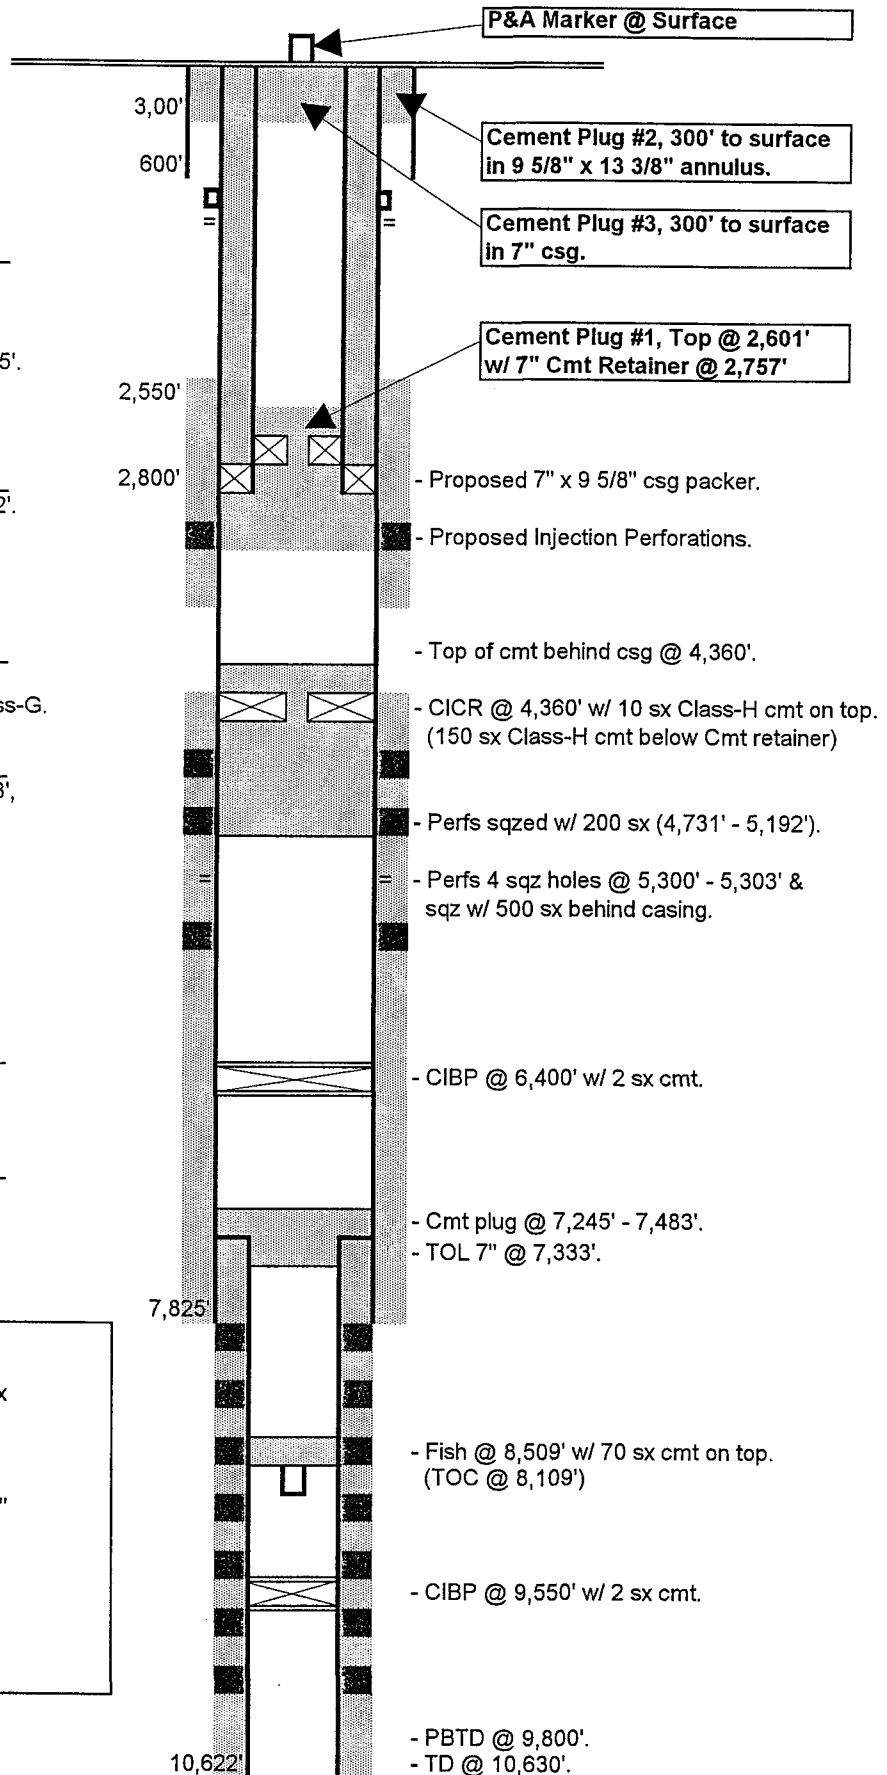 P&A Marker @ Surface
3,00'
Cement Plug #2, 300' to surface
in 9 5/8" x 13 3/8" annulus.
600'
=
=
Cement Plug #3, 300' to surface
in 7" csg.
5'.
Cement Plug #1, Top @ 2,601'
w/ 7" Cmt Retainer @ 2,757'
2,550'
2,800'
- Proposed 7" x 9 5/8" csg packer.
2'.
- Proposed Injection Perforations.
- Top of cmt behind csg @ 4,360'.
ss-G.
- CICR @ 4,360' w/ 10 sx Class-H cmt on top.
(150 sx Class-H cmt below Cmt retainer)
- Perfs sqzed w/ 200 sx (4,731' - 5,192').
=
=
- Perfs 4 sqz holes @ 5,300' - 5,303' &
sqz w/ 500 sx behind casing.
- CIBP @ 6,400' w/ 2 sx cmt.
- Cmt plug @ 7,245' - 7,483'.
- TOL 7" @ 7,333'.
7,825'
x
- Fish @ 8,509' w/ 70 sx cmt on top.
(TOC @ 8,109')
"
- CIBP @ 9,550' w/ 2 sx cmt.
- PBTD @ 9,800'.
10,622'
- TD @ 10,630'.